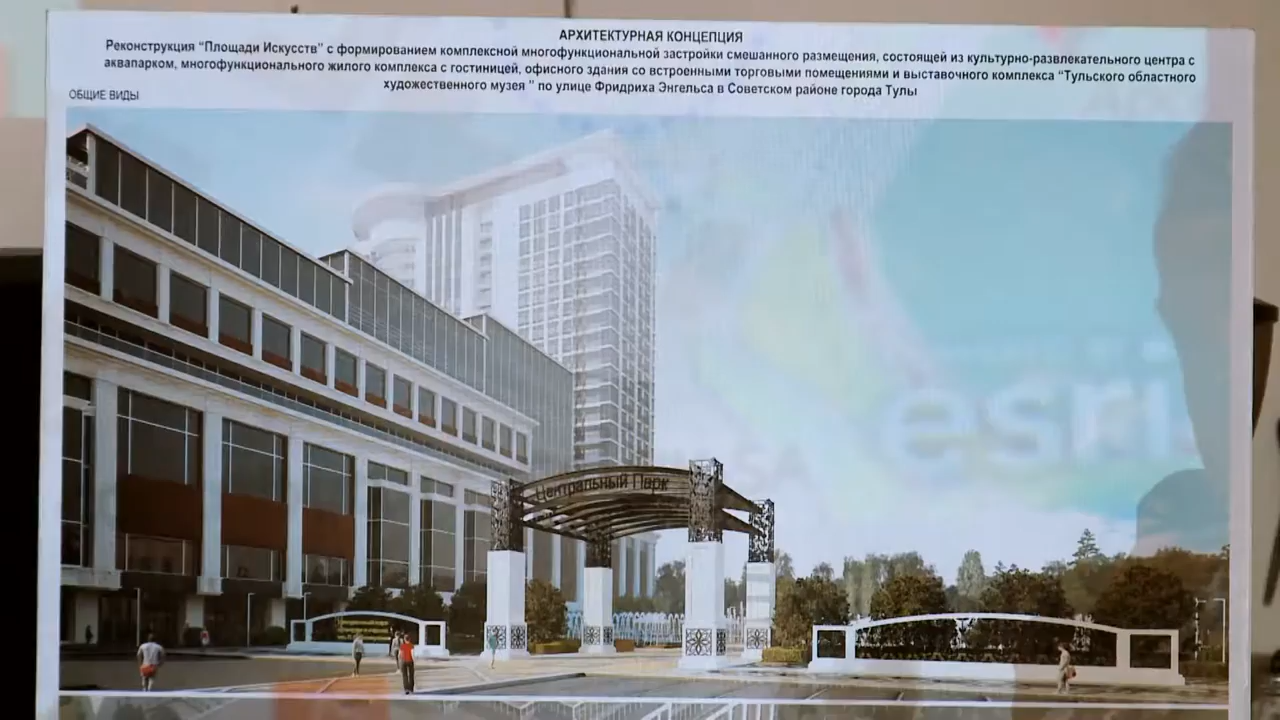 АРХИТЕКТУРНАЯ КОНЦЕПЦИЯ
Реконструкция "Площади Искусств" с формированием комплексной многофункциональной застройки смешанного размещения, состоящей из культурно-развлекательного центра с
аквапарком, многофункционального жилого комплекса с гостиницей, офисного здания со встроенными торговыми помещениями и выставочного комплекса "Тульского областного
художественного музея " по улице Фридриха Энгельса в Советском районе города Тулы
ОБЩИЕ ВИДЫ
esri
Центральный Парк